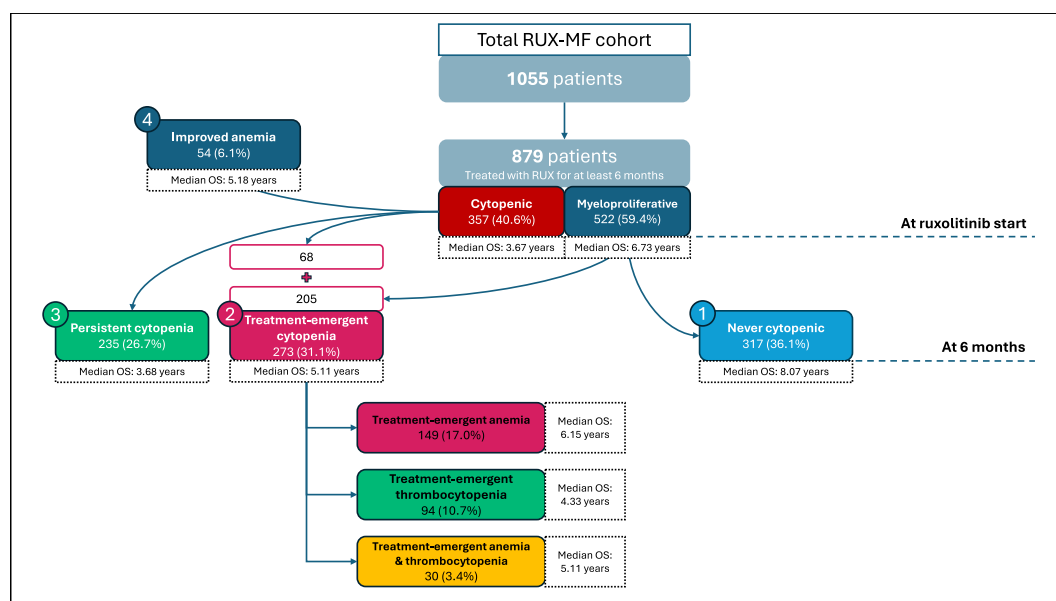 Total RUX-MF cohort
1055 patients
879 patients
Treated with RUX for at least 6 months
4
Improved anemia
54 (6.1%)
Median OS: 5.18 years
Cytopenic
357 (40.6%)
Median OS: 3.67 years
Myeloproliferative
522 (59.4%)
Median OS: 6.73 years
At ruxolitinib start
68
+
205
3
Persistent cytopenia
235 (26.7%)
Median OS: 3.68 years
2
Treatment-emergent
cytopenia
273 (31.1%)
Median OS: 5.11 years
1
Never cytopenic
317 (36.1%)
Median OS: 8.07 years
At 6 months
Treatment-emergent anemia
149 (17.0%)
Median OS:
6.15 years
Treatment-emergent
thrombocytopenia
94 (10.7%)
Median OS:
4.33 years
Treatment-emergent anemia
& thrombocytopenia
30 (3.4%)
Median OS:
5.11 years